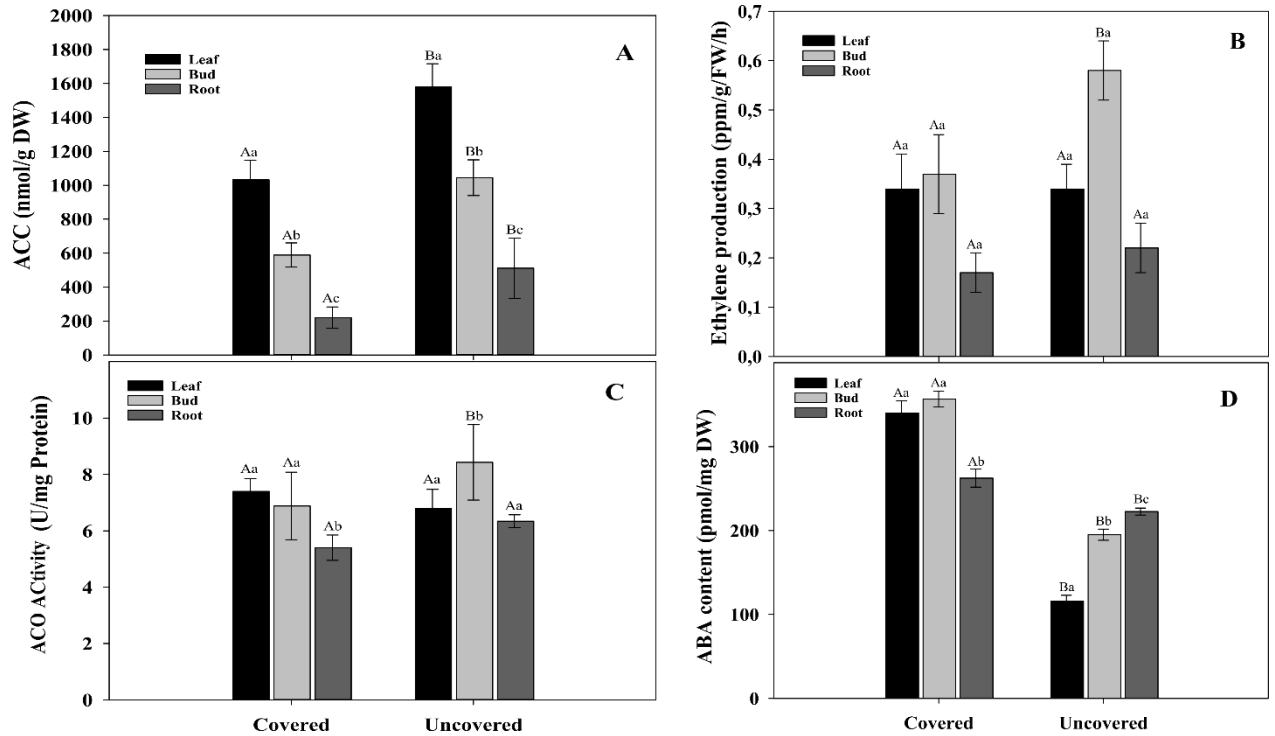 2000
1800
1600
1400
1200
1000
800
600
400
200
0
ACC (nmol/g DW)
Leaf
Bud
Root
A
Aa
Ab
Ac
Ba
Bb
Bc
0,7
0,6
0,5
0,4
0,3
0,2
0,1
0,0
Ethylene production (ppm/g/FW/h)
Leaf
Bud
Root
B
Aa
Aa
Aa
Aa
Ba
Aa
10
8
6
4
2
0
ACO ACtivity (U/mg Protein)
Leaf
Bud
Root
C
Aa
Aa
Ab
Aa
Bb
Aa
Covered
Uncovered
300
200
100
0
ABA content (pmol/mg DW)
Leaf
Bud
Root
D
Aa
Aa
Ab
Ba
Bb
Bc
Covered
Uncovered